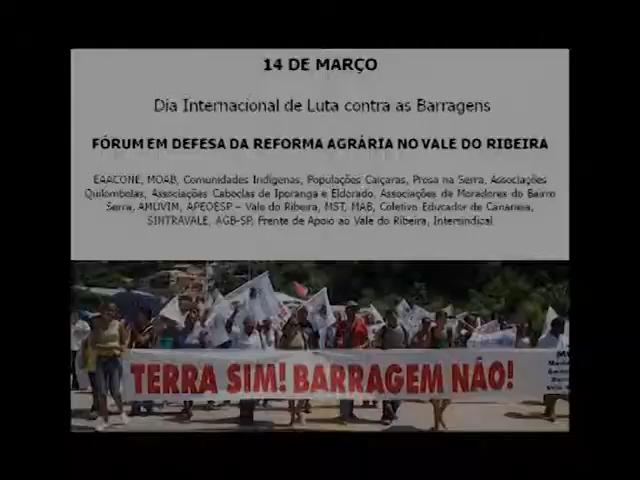 14 DE MARÇO
Dia Internacional de Luta contra as Barragens
FÓRUM EM DEFESA DA REFORMA AGRÁRIA NO VALE DO RIBEIRA
EAACONE, MOAB, Comunidades Indígenas, Populações Caiçaras, Prosa na Serra, Associações
Quilombolas, Associações Caboclas de Iporanga e Eldorado, Associações de Moradores do Bairro
Serra, AMUVIM, APEOESP – Vale do Ribeira, MST, MAB, Coletivo Educador de Cananeia,
SINTRAVALE, AGB-SP, Frente de Apoio ao Vale do Ribeira, Intersindical
TERRA SIM! BARRAGEM NÃO!